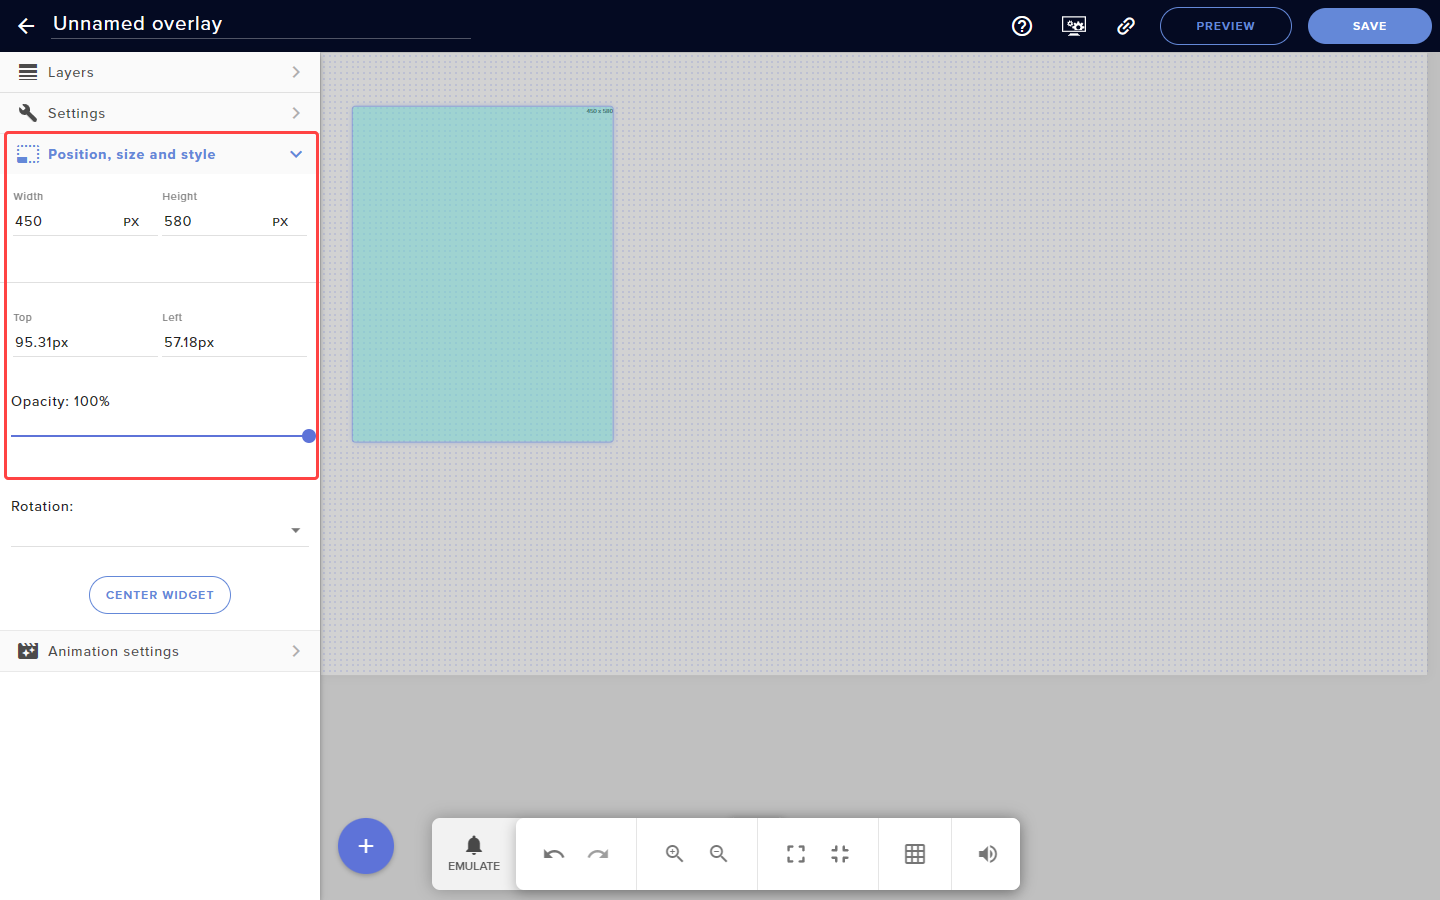 Unnamed overlay
PREVIEW
SAVE
Layers
Settings
Position, size and style
Width
Height
450 PX
580 PX
Top
Left
95.31px
57.18px
Opacity: 100%
Rotation:
CENTER WIDGET
Animation settings
450 x 580
+
EMULATE